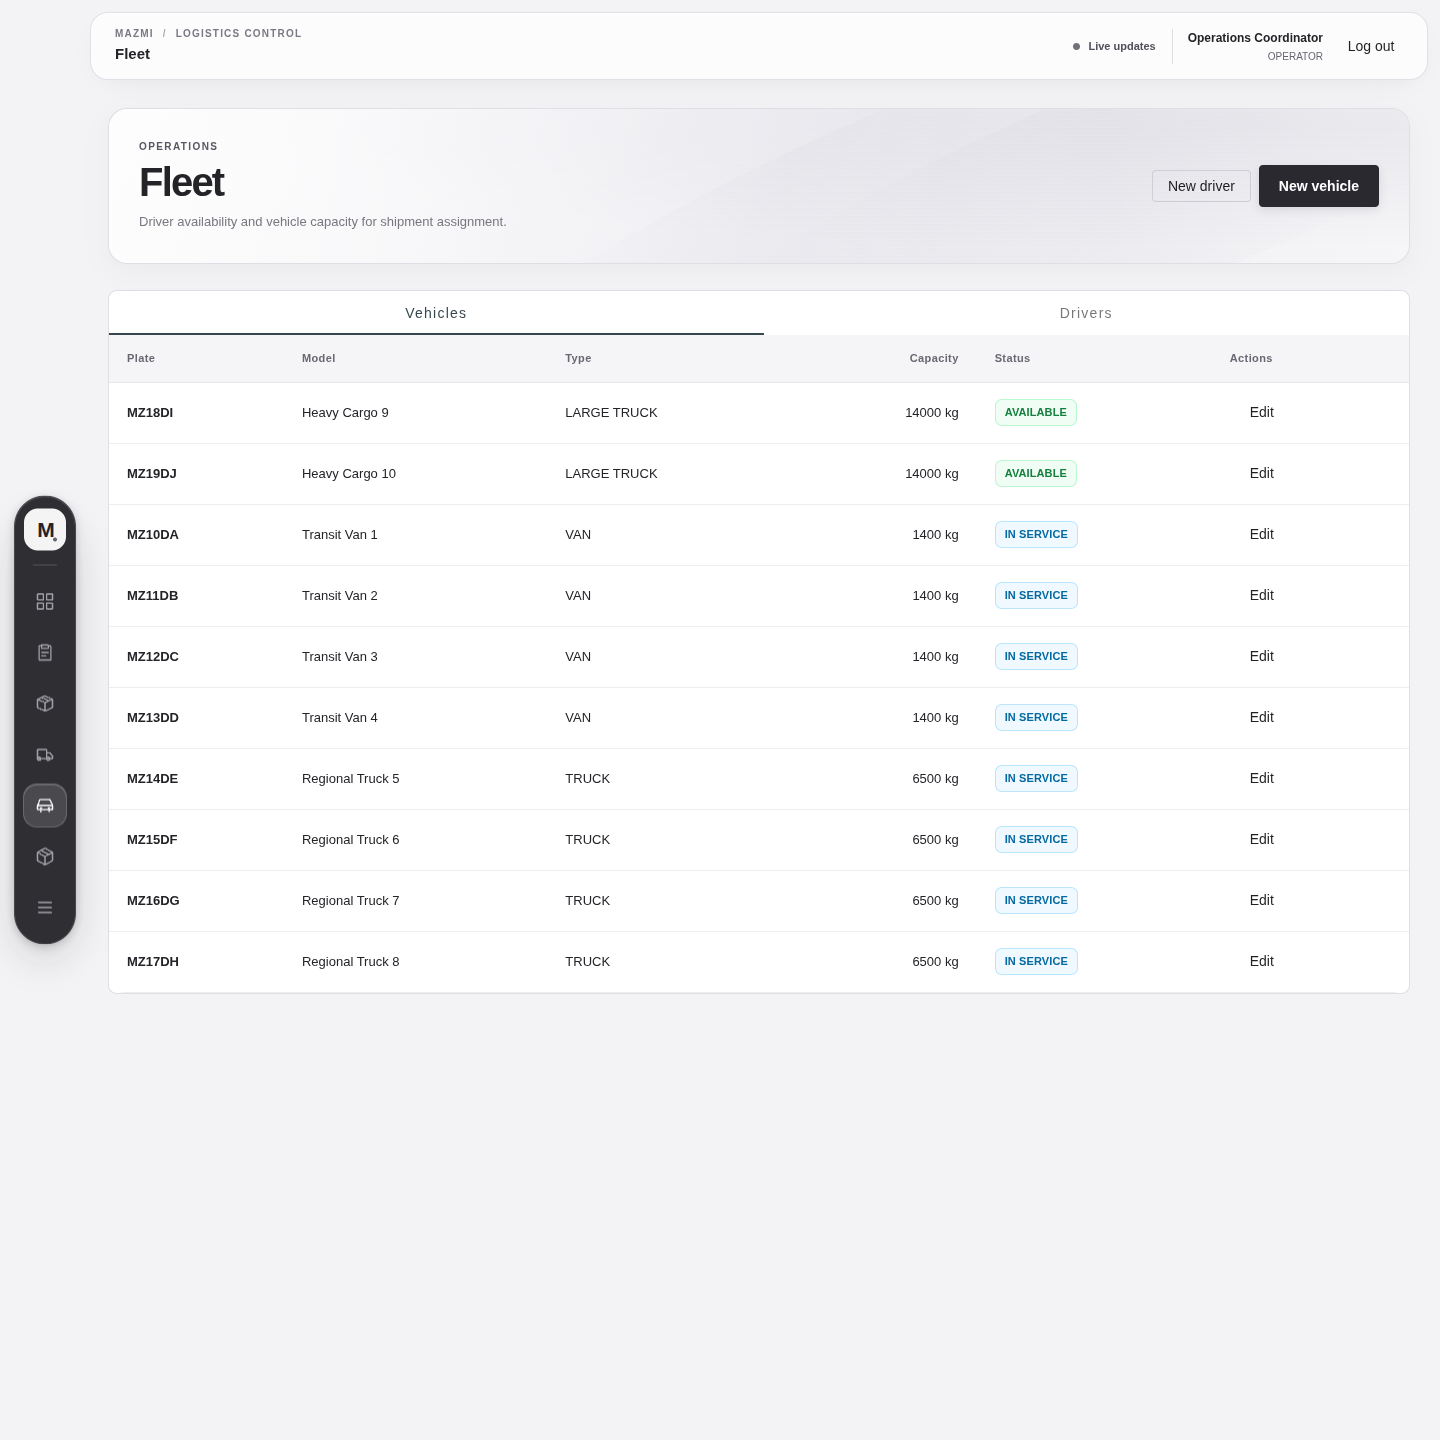 MAZMI / LOGISTICS CONTROL
Fleet
Live updates
Operations Coordinator
OPERATOR
Log out
OPERATIONS
Fleet
Driver availability and vehicle capacity for shipment assignment.
New driver
New vehicle
Vehicles Drivers
Plate Model Type Capacity Status Actions
MZ18DI Heavy Cargo 9 LARGE TRUCK 14000 kg AVAILABLE Edit
MZ19DJ Heavy Cargo 10 LARGE TRUCK 14000 kg AVAILABLE Edit
MZ10DA Transit Van 1 VAN 1400 kg IN SERVICE Edit
MZ11DB Transit Van 2 VAN 1400 kg IN SERVICE Edit
MZ12DC Transit Van 3 VAN 1400 kg IN SERVICE Edit
MZ13DD Transit Van 4 VAN 1400 kg IN SERVICE Edit
MZ14DE Regional Truck 5 TRUCK 6500 kg IN SERVICE Edit
MZ15DF Regional Truck 6 TRUCK 6500 kg IN SERVICE Edit
MZ16DG Regional Truck 7 TRUCK 6500 kg IN SERVICE Edit
MZ17DH Regional Truck 8 TRUCK 6500 kg IN SERVICE Edit
M